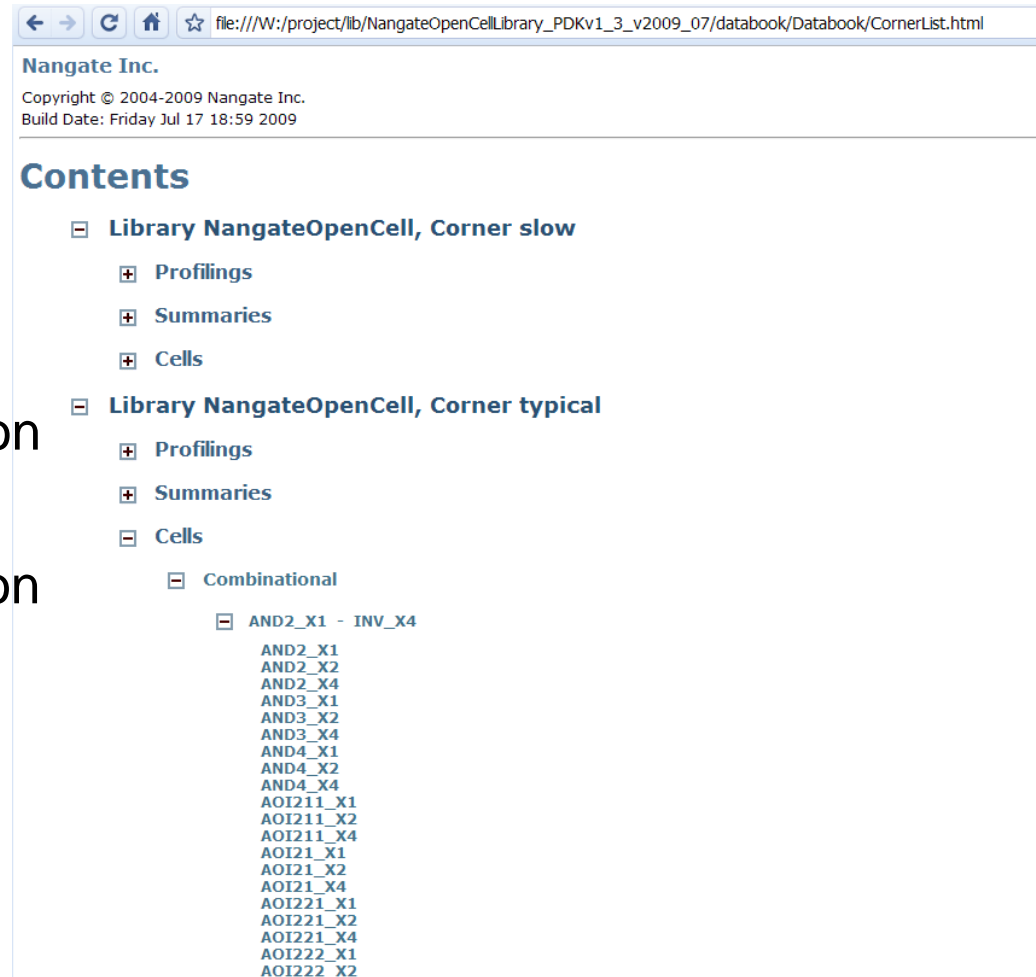 file:///W:/project/lib/NangateOpenCellLibrary_PDKv1_3_v2009_07/databook/Databook/CornerList.html
Nangate Inc.
Copyright © 2004-2009 Nangate Inc.
Build Date: Friday Jul 17 18:59 2009
Contents
Library NangateOpenCell, Corner slow
Profilings
Summaries
Cells
Library NangateOpenCell, Corner typical
on
Profilings
Summaries
Cells
on
Combinational
AND2_X1 - INV_X4
AND2_X1
AND2_X2
AND2_X4
AND3_X1
AND3_X2
AND3_X4
AND4_X1
AND4_X2
AND4_X4
AOI211_X1
AOI211_X2
AOI211_X4
AOI21_X1
AOI21_X2
AOI21_X4
AOI221_X1
AOI221_X2
AOI221_X4
AOI222_X1
AOI222_X2